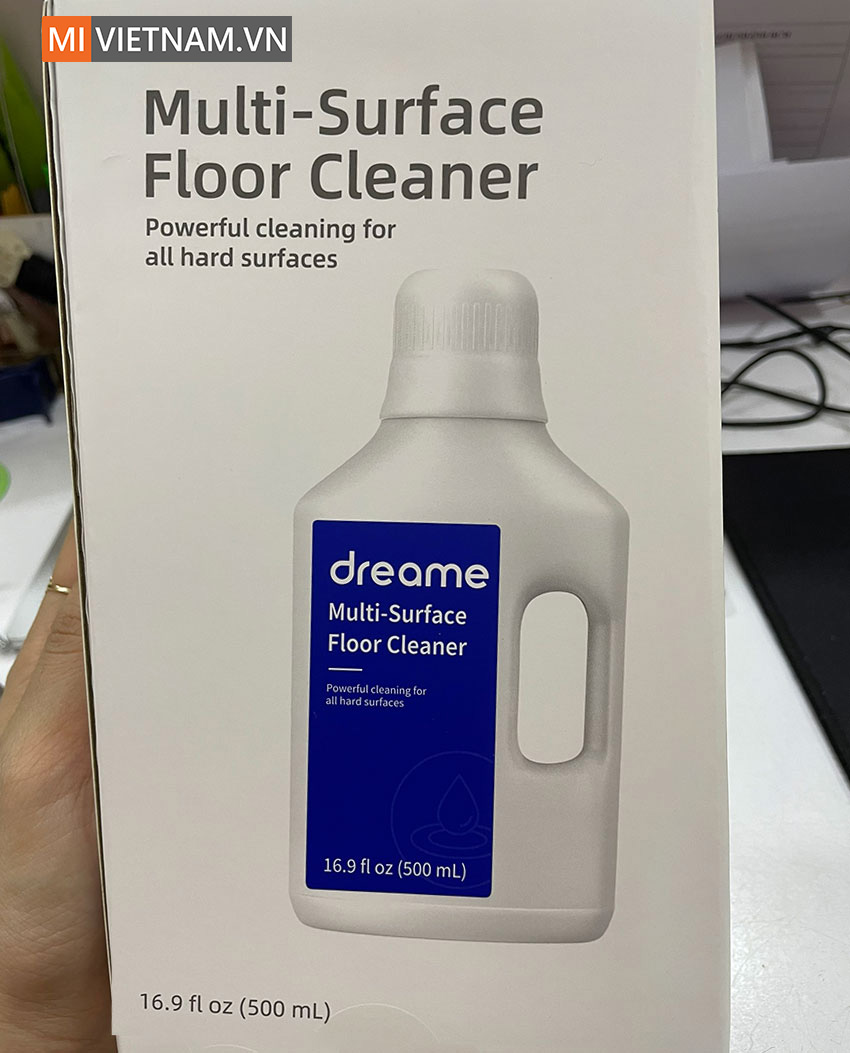 MI VIETNAM.VN
Multi-Surface
Floor Cleaner
Powerful cleaning for
all hard surfaces
dreame
Multi-Surface
Floor Cleaner
Powerful cleaning for
all hard surfaces
16.9 fl oz (500 mL)
16.9 fl oz (500 mL)